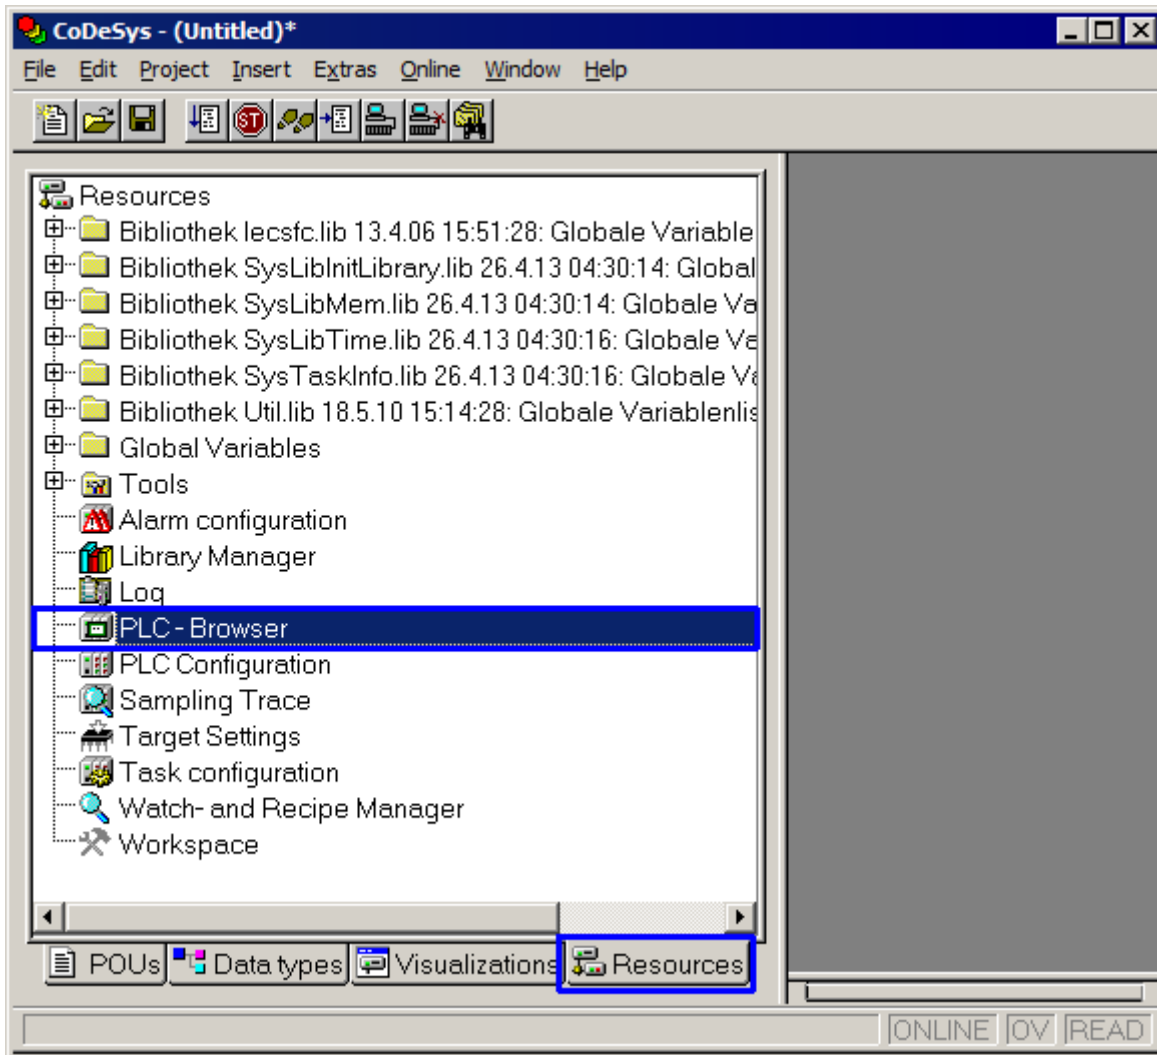 CoDeSys - (Untitled)*
File Edit Project Insert Extras Online Window Help
ST
Resources
Bibliothek Iecsfc.lib 13.4.06 15:51:28: Globale Variable
Bibliothek SysLibInitLibrary.lib 26.4.13 04:30:14: Global
Bibliothek SysLibMem.lib 26.4.13 04:30:14: Globale Va
Bibliothek SysLibTime.lib 26.4.13 04:30:16: Globale Va
Bibliothek SysTaskInfo.lib 26.4.13 04:30:16: Globale Va
Bibliothek Util.lib 18.5.10 15:14:28: Globale Variablenlis
Global Variables
Tools
Alarm configuration
Library Manager
Log
PLC - Browser
PLC Configuration
Sampling Trace
Target Settings
Task configuration
Watch- and Recipe Manager
Workspace
POUs Data types Visualizations Resources
ONLINE OV READ